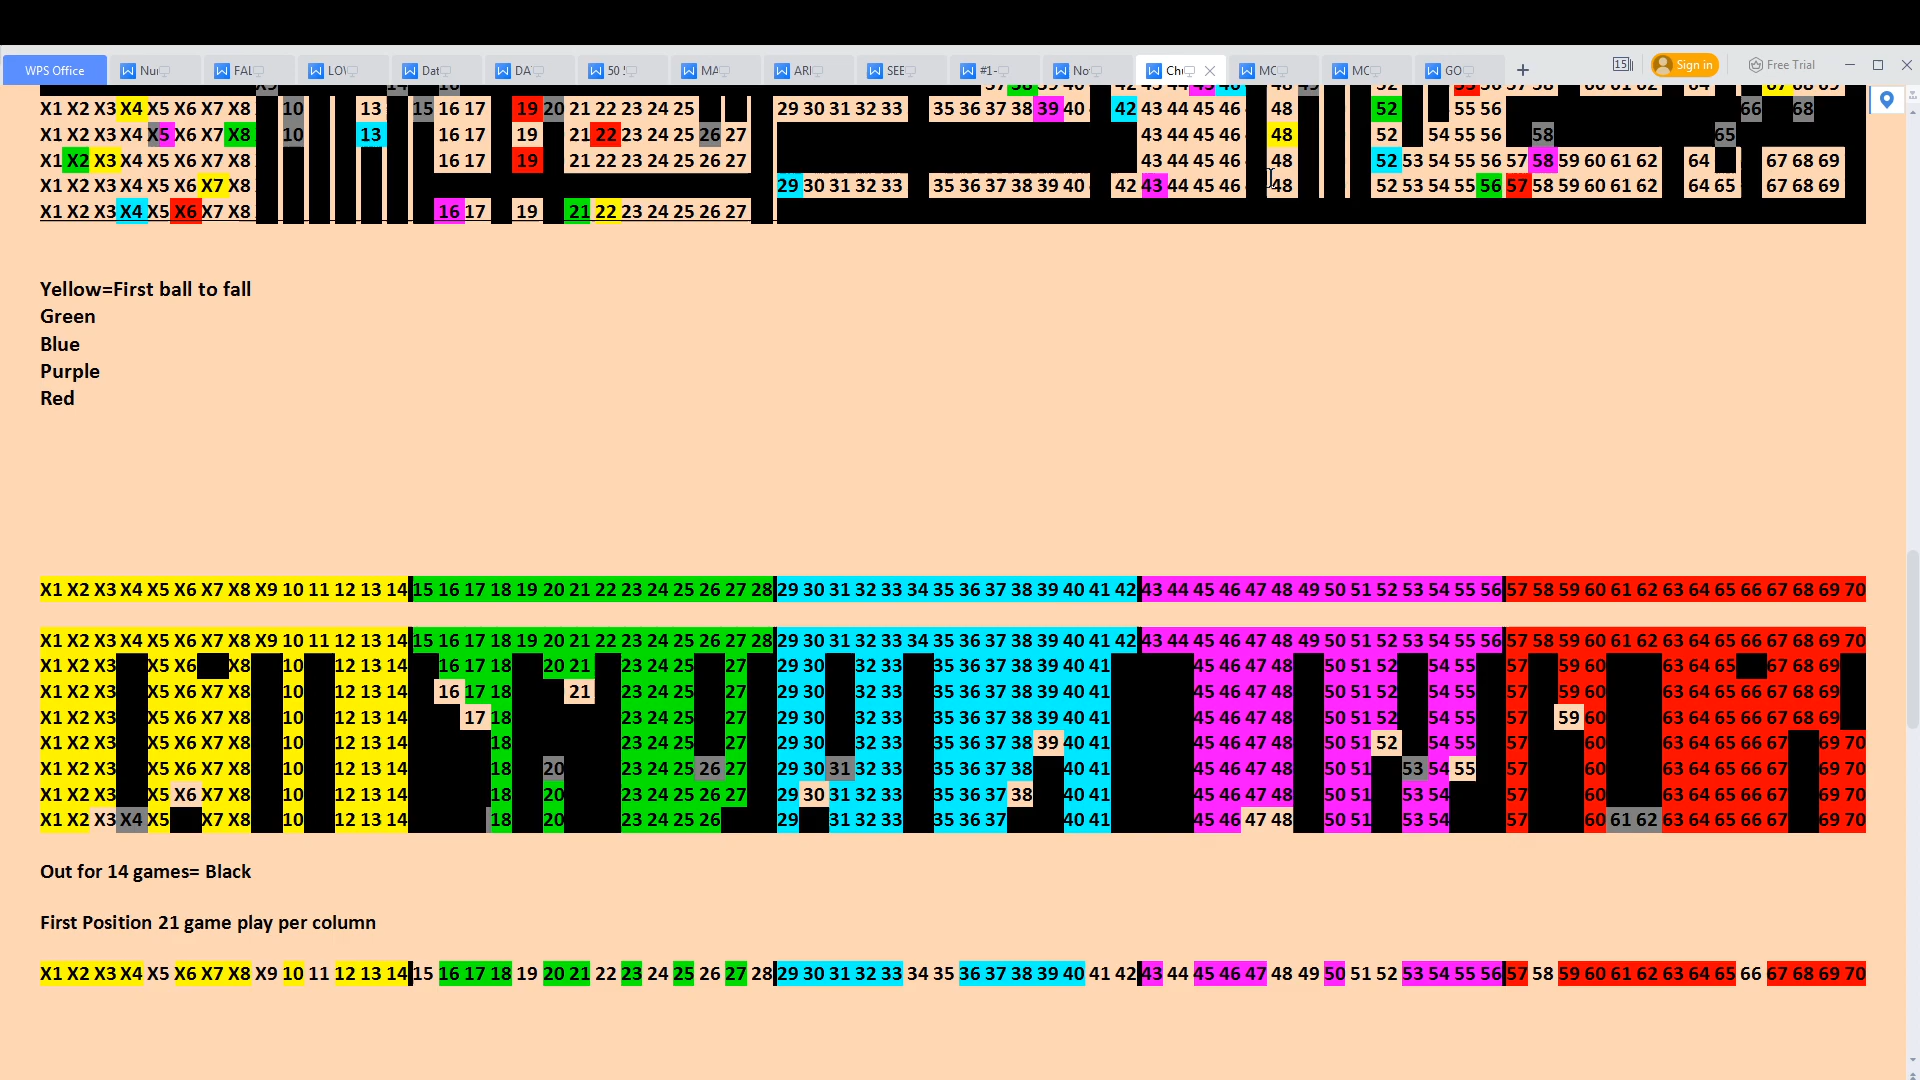 WPS Office Nu FAL LO Dat DA 50 MA ARI SEE #1- No Ch MC MC GO + Sign in Free Trial
X1 X2 X3 X4 X5 X6 X7 X8 10 13 15 16 17 19 20 21 22 23 24 25 29 30 31 32 33 35 36 37 38 39 40 42 43 44 45 46 48 52 55 56 66 68
X1 X2 X3 X4 X5 X6 X7 X8 10 13 16 17 19 21 22 23 24 25 26 27 43 44 45 46 48 52 54 55 56 58 65
X1 X2 X3 X4 X5 X6 X7 X8 16 17 19 21 22 23 24 25 26 27 43 44 45 46 48 52 53 54 55 56 57 58 59 60 61 62 64 67 68 69
X1 X2 X3 X4 X5 X6 X7 X8 29 30 31 32 33 35 36 37 38 39 40 42 43 44 45 46 48 52 53 54 55 56 57 58 59 60 61 62 64 65 67 68 69
X1 X2 X3 X4 X5 X6 X7 X8 16 17 19 21 22 23 24 25 26 27
Yellow=First ball to fall
Green
Blue
Purple
Red
X1 X2 X3 X4 X5 X6 X7 X8 X9 10 11 12 13 14 15 16 17 18 19 20 21 22 23 24 25 26 27 28 29 30 31 32 33 34 35 36 37 38 39 40 41 42 43 44 45 46 47 48 49 50 51 52 53 54 55 56 57 58 59 60 61 62 63 64 65 66 67 68 69 70
X1 X2 X3 X4 X5 X6 X7 X8 X9 10 11 12 13 14 15 16 17 18 19 20 21 22 23 24 25 26 27 28 29 30 31 32 33 34 35 36 37 38 39 40 41 42 43 44 45 46 47 48 49 50 51 52 53 54 55 56 57 58 59 60 61 62 63 64 65 66 67 68 69 70
X1 X2 X3 X5 X6 X8 10 12 13 14 16 17 18 20 21 23 24 25 27 29 30 32 33 35 36 37 38 39 40 41 45 46 47 48 50 51 52 54 55 57 59 60 63 64 65 67 68 69
X1 X2 X3 X5 X6 X7 X8 10 12 13 14 16 17 18 21 23 24 25 27 29 30 32 33 35 36 37 38 39 40 41 45 46 47 48 50 51 52 54 55 57 59 60 63 64 65 66 67 68 69
X1 X2 X3 X5 X6 X7 X8 10 12 13 14 17 18 23 24 25 27 29 30 32 33 35 36 37 38 39 40 41 45 46 47 48 50 51 52 54 55 57 59 60 63 64 65 66 67 68 69
X1 X2 X3 X5 X6 X7 X8 10 12 13 14 18 23 24 25 27 29 30 32 33 35 36 37 38 39 40 41 45 46 47 48 50 51 52 54 55 57 60 63 64 65 66 67 69 70
X1 X2 X3 X5 X6 X7 X8 10 12 13 14 18 20 23 24 25 26 27 29 30 31 32 33 35 36 37 38 40 41 45 46 47 48 50 51 53 54 55 57 60 63 64 65 66 67 69 70
X1 X2 X3 X5 X6 X7 X8 10 12 13 14 18 20 23 24 25 26 27 29 30 31 32 33 35 36 37 38 40 41 45 46 47 48 50 51 53 54 57 60 63 64 65 66 67 69 70
X1 X2 X3 X4 X5 X7 X8 10 12 13 14 18 20 23 24 25 26 29 31 32 33 35 36 37 40 41 45 46 47 48 50 51 53 54 57 60 61 62 63 64 65 66 67 69 70
Out for 14 games= Black
First Position 21 game play per column
X1 X2 X3 X4 X5 X6 X7 X8 X9 10 11 12 13 14 15 16 17 18 19 20 21 22 23 24 25 26 27 28 29 30 31 32 33 34 35 36 37 38 39 40 41 42 43 44 45 46 47 48 49 50 51 52 53 54 55 56 57 58 59 60 61 62 63 64 65 66 67 68 69 70